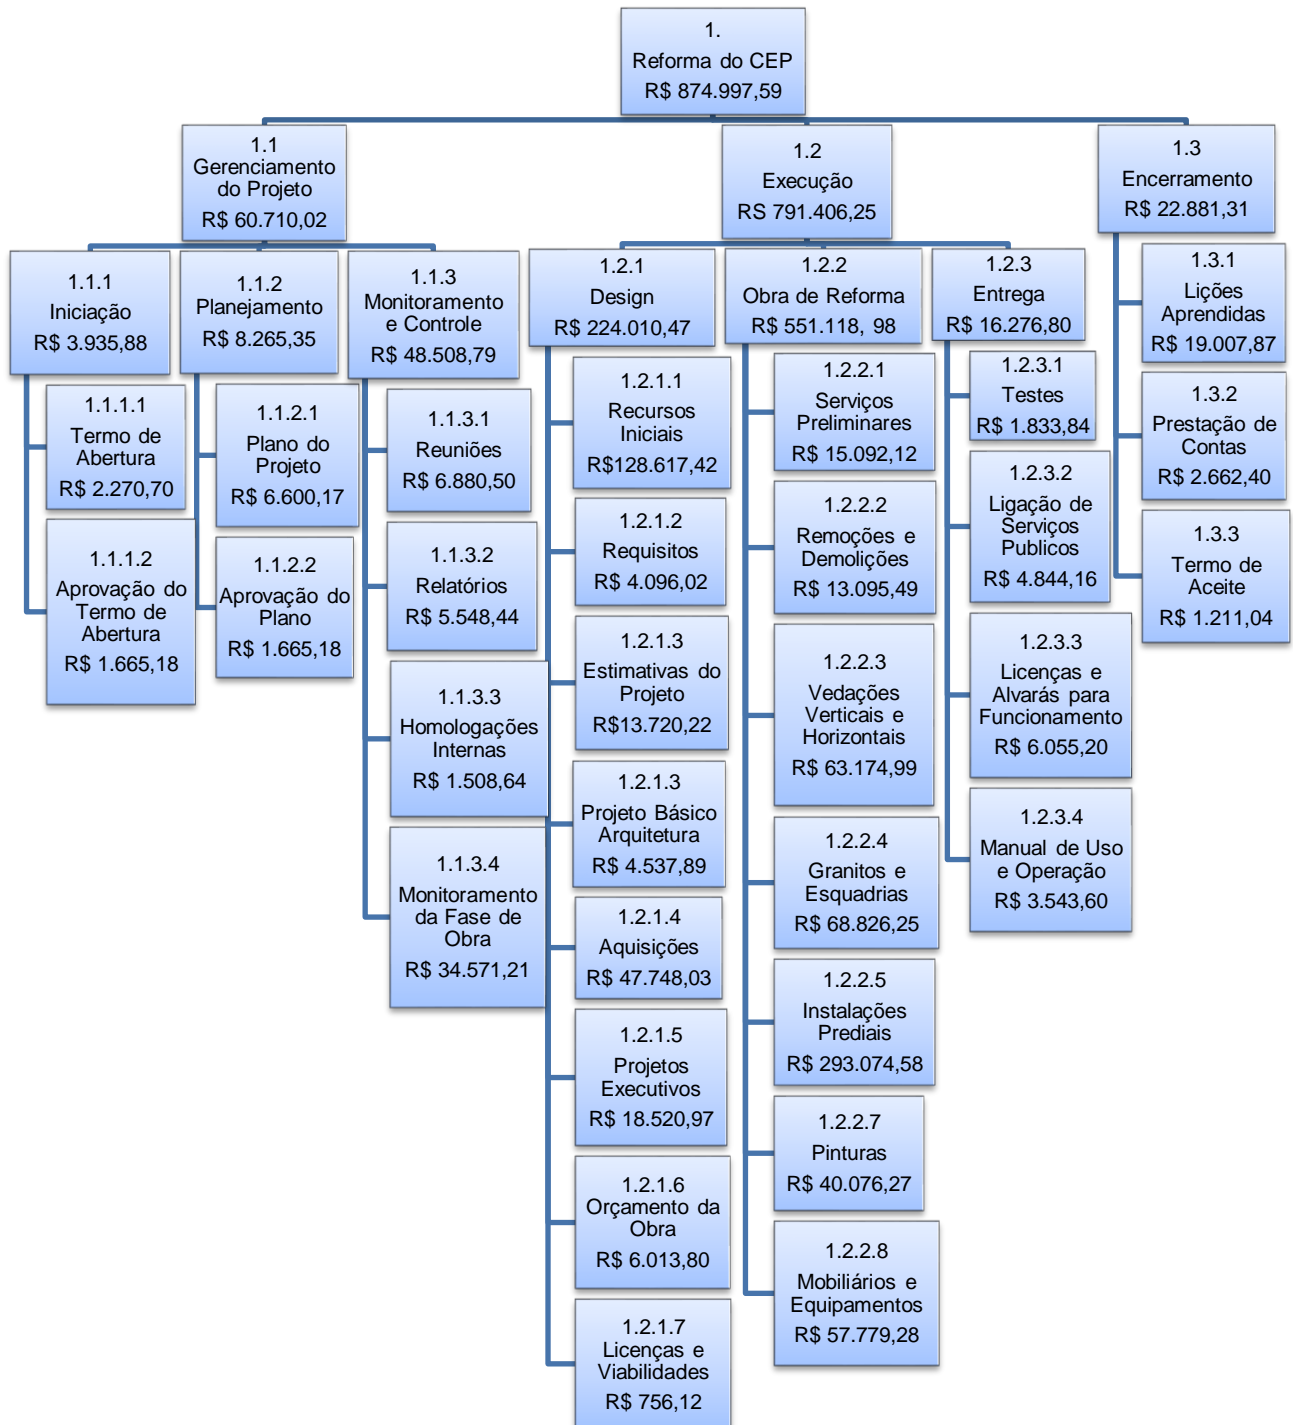 1.
Reforma do CEP
R$ 874.997,59
1.1
Gerenciamento
do Projeto
R$ 60.710,02
1.2
Execução
RS 791.406,25
1.3
Encerramento
R$ 22.881,31
1.1.1
Iniciação
R$ 3.935,88
1.1.2
Planejamento
R$ 8.265,35
1.1.3
Monitoramento
e Controle
R$ 48.508,79
1.2.1
Design
R$ 224.010,47
1.2.2
Obra de Reforma
R$ 551.118, 98
1.2.3
Entrega
R$ 16.276,80
1.3.1
Lições
Aprendidas
R$ 19.007,87
1.3.2
Prestação de
Contas
R$ 2.662,40
1.3.3
Termo de
Aceite
R$ 1.211,04
1.1.1.1
Termo de
Abertura
R$ 2.270,70
1.1.1.2
Aprovação do
Termo de
Abertura
R$ 1.665,18
1.1.2.1
Plano do
Projeto
R$ 6.600,17
1.1.2.2
Aprovação do
Plano
R$ 1.665,18
1.1.3.1
Reuniões
R$ 6.880,50
1.1.3.2
Relatórios
R$ 5.548,44
1.1.3.3
Homologações
Internas
R$ 1.508,64
1.1.3.4
Monitoramento
da Fase de
Obra
R$ 34.571,21
1.2.1.1
Recursos
Iniciais
R$128.617,42
1.2.1.2
Requisitos
R$ 4.096,02
1.2.1.3
Estimativas do
Projeto
R$13.720,22
1.2.1.3
Projeto Básico
Arquitetura
R$ 4.537,89
1.2.1.4
Aquisições
R$ 47.748,03
1.2.1.5
Projetos
Executivos
R$ 18.520,97
1.2.1.6
Orçamento da
Obra
R$ 6.013,80
1.2.1.7
Licenças e
Viabilidades
R$ 756,12
1.2.2.1
Serviços
Preliminares
R$ 15.092,12
1.2.2.2
Remoções e
Demolições
R$ 13.095,49
1.2.2.3
Vedações
Verticais e
Horizontais
R$ 63.174,99
1.2.2.4
Granitos e
Esquadrias
R$ 68.826,25
1.2.2.5
Instalações
Prediais
R$ 293.074,58
1.2.2.7
Pinturas
R$ 40.076,27
1.2.2.8
Mobiliários e
Equipamentos
R$ 57.779,28
1.2.3.1
Testes
R$ 1.833,84
1.2.3.2
Ligação de
Serviços
Publicos
R$ 4.844,16
1.2.3.3
Licenças e
Alvarás para
Funcionamento
R$ 6.055,20
1.2.3.4
Manual de Uso
e Operação
R$ 3.543,60